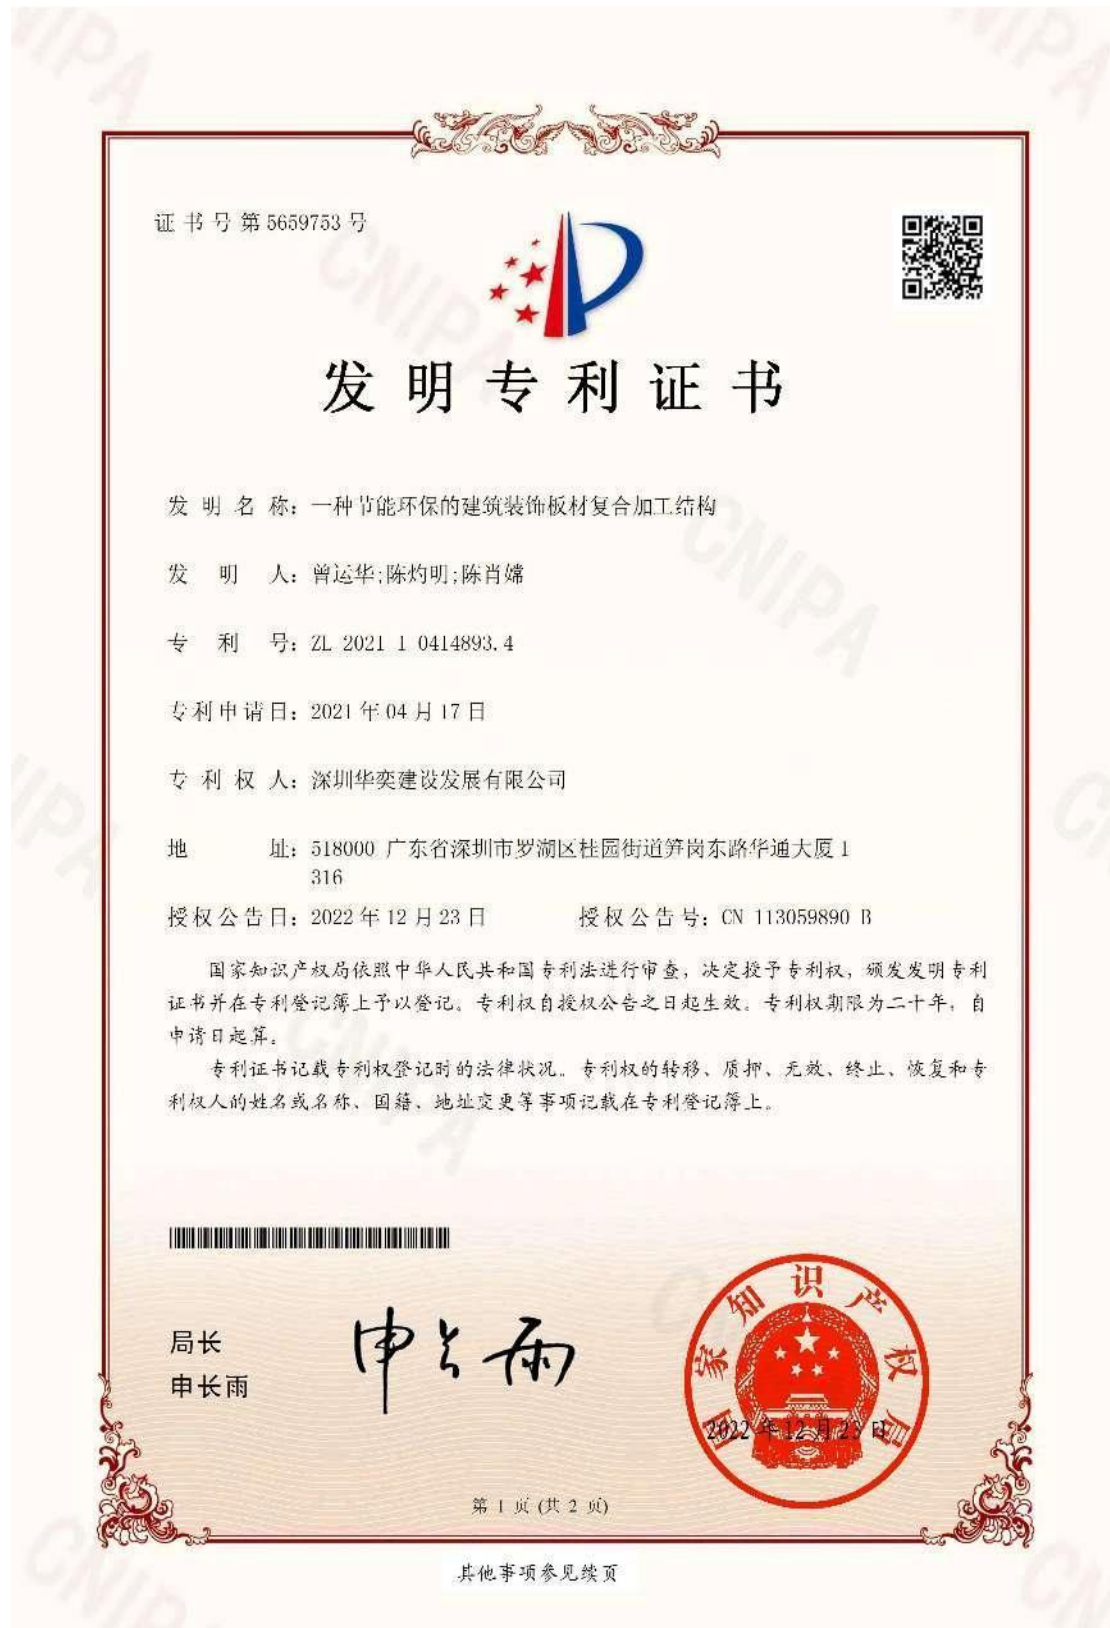 证书号第5659753号
发明专利证书
发明名称：一种节能环保的建筑装饰板材复合加工结构
发明人：曾运华;陈灼明;陈肖嫦
专利号：ZL 2021 1 0414893.4
专利申请日：2021年04月17日
专利权人：深圳华奕建设发展有限公司
地址：518000 广东省深圳市罗湖区桂园街道笋岗东路华通大厦1
316
授权公告日：2022年12月23日 授权公告号：CN 113059890 B
国家知识产权局依照中华人民共和国专利法进行审查，决定授予专利权，颁发发明专利
证书并在专利登记簿上予以登记。专利权自授权公告之日起生效。专利权期限为二十年，自
申请日起算。
专利证书记载专利权登记时的法律状况。专利权的转移、质押、无效、终止、恢复和专
利权人的姓名或名称、国籍、地址变更等事项记载在专利登记簿上。
局长
申长雨
申长雨
国家知识产权局
2022年12月23日
第 1 页 (共 2 页)
其他事项参见续页
CNIPA